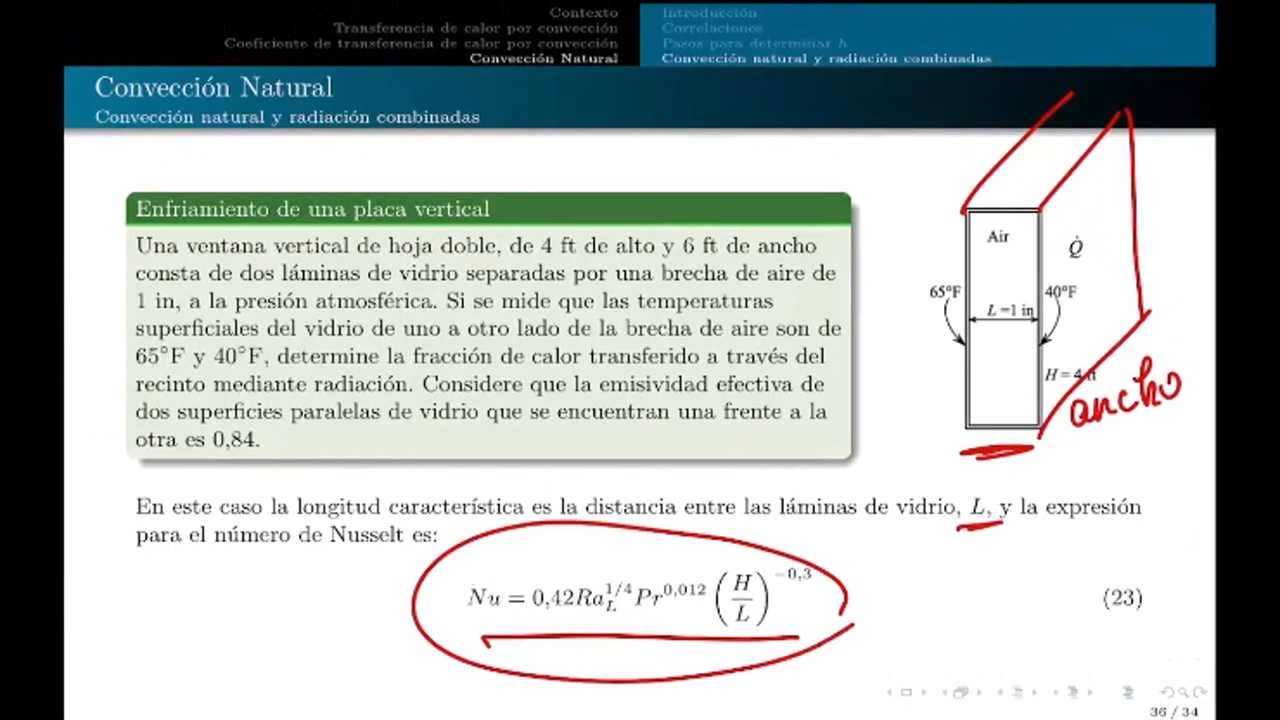 Contexto
Transferencia de calor por convección
Coeficiente de transferencia de calor por convección
Convección Natural
Introducción
Correlaciones
Pasos para determinar h
Convección natural y radiación combinadas
Convección Natural
Convección natural y radiación combinadas
Enfriamiento de una placa vertical
Una ventana vertical de hoja doble, de 4 ft de alto y 6 ft de ancho
consta de dos láminas de vidrio separadas por una brecha de aire de
1 in, a la presión atmosférica. Si se mide que las temperaturas
superficiales del vidrio de uno a otro lado de la brecha de aire son de
65°F y 40°F, determine la fracción de calor transferido a través del
recinto mediante radiación. Considere que la emisividad efectiva de
dos superficies paralelas de vidrio que se encuentran una frente a la
otra es 0,84.
Air
Q̇
65°F
40°F
L =1 in
H = 4 ft
ancho
En este caso la longitud característica es la distancia entre las láminas de vidrio, L, y la expresión
para el número de Nusselt es:
Nu = 0,42Ra_L^{1/4} Pr^{0,012} (H/L)^{−0,3} (23)
36 / 34